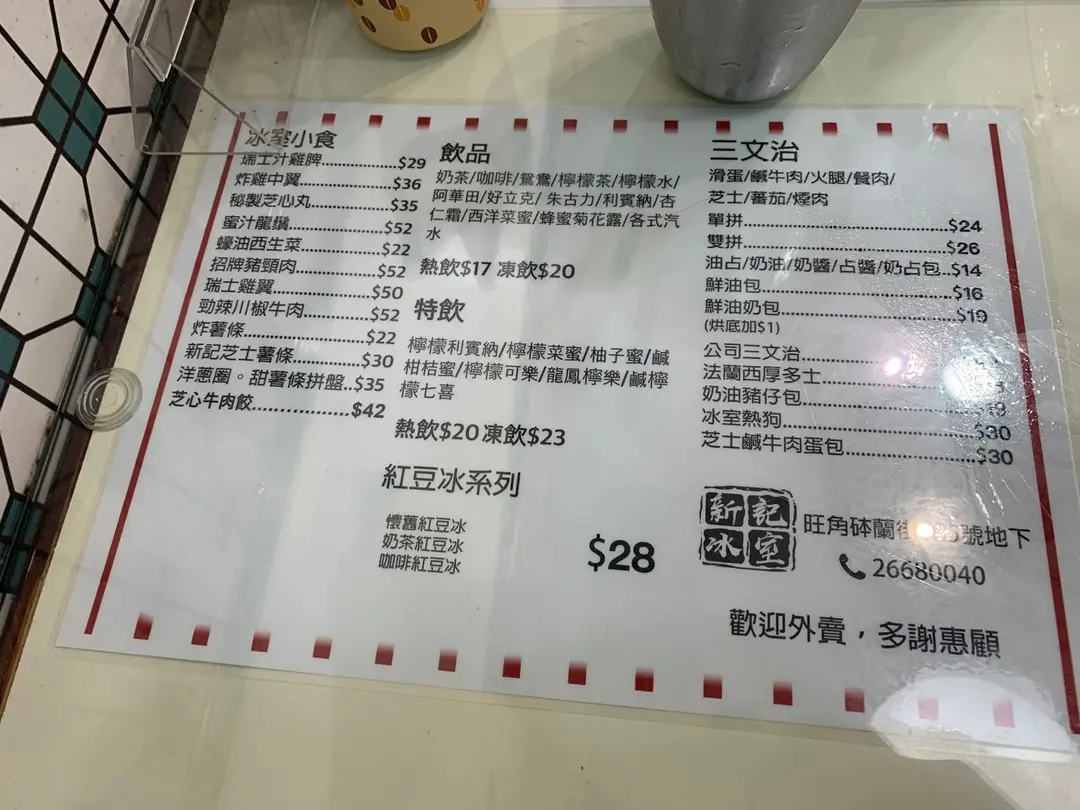 冰室小食
瑞士汁雞脾...............$29
炸雞中翼...................$36
秘製芝心丸..................$35
蜜汁龍鬚...................$52
蠔油西生菜................$22
招牌豬頸肉................$52
瑞士雞翼...................$50
勁辣川椒牛肉.............$52
炸薯條......................$22
新記芝士薯條..............$30
洋蔥圈。甜薯條拼盤..$35
芝心牛肉餃................$42
飲品
奶茶/咖啡/鴛鴦/檸檬茶/檸檬水/
阿華田/好立克/ 朱古力/利賓納/杏
仁霜/西洋菜蜜/蜂蜜菊花露/各式汽
水
熱飲$17 凍飲$20
特飲
檸檬利賓納/檸檬菜蜜/柚子蜜/鹹
柑桔蜜/檸檬可樂/龍鳳檸樂/鹹檸
檬七喜
熱飲$20 凍飲$23
紅豆冰系列
懷舊紅豆冰
奶茶紅豆冰
咖啡紅豆冰
$28
三文治
滑蛋/鹹牛肉/火腿/餐肉/
芝士/蕃茄/煙肉
單拼.............................$24
雙拼.............................$26
油占/奶油/奶醬/占醬/奶占包..$14
鮮油包.........................$16
鮮油奶包......................$19
(烘底加$1)
公司三文治......................
法蘭西厚多士...................
奶油豬仔包......................$19
冰室熱狗.........................$30
芝士鹹牛肉蛋包................$30
新記
冰室
旺角砵蘭街 號地下
26680040
歡迎外賣，多謝惠顧